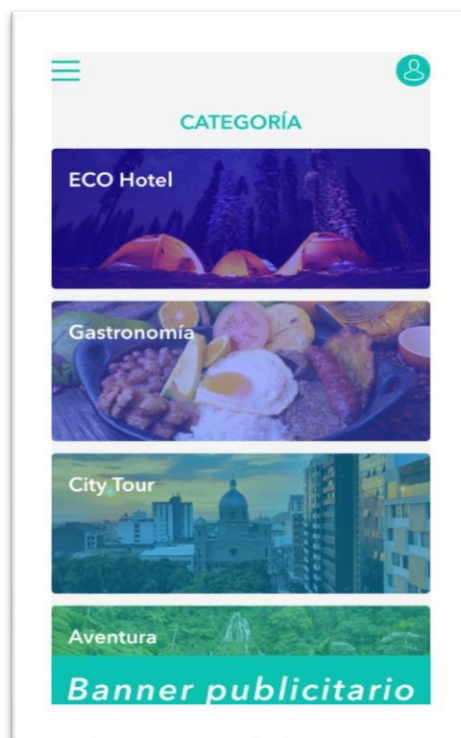 CATEGORÍA
ECO Hotel
Gastronomía
City Tour
Aventura
Banner publicitario